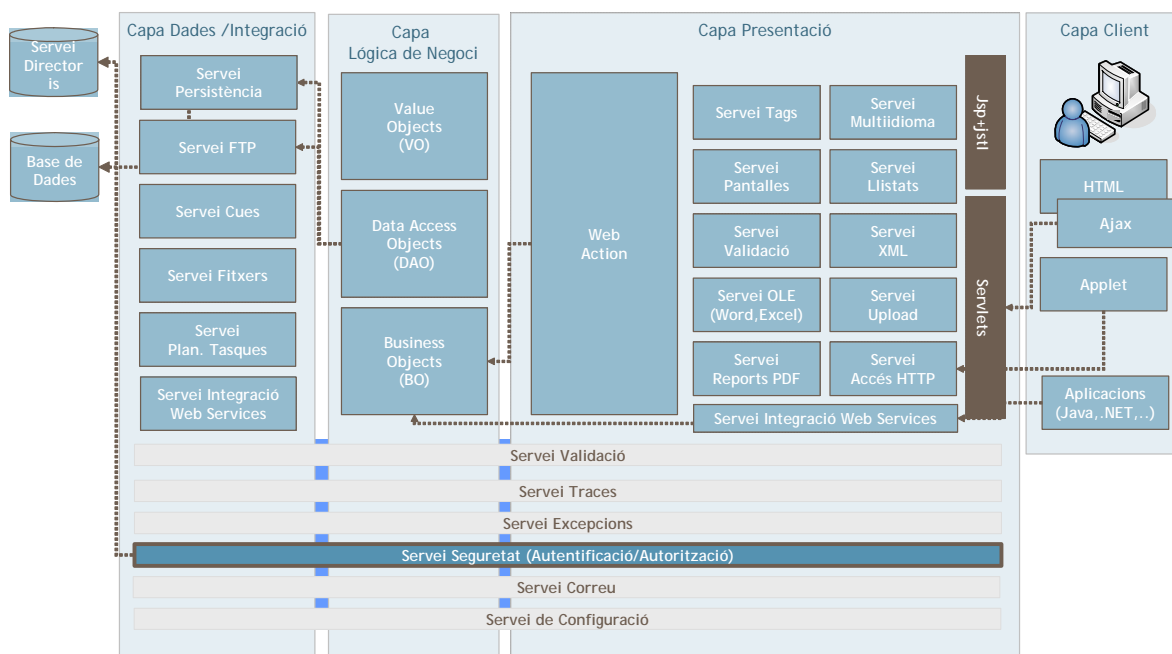 Servei
Director
is
Base de
Dades
Capa Dades /Integració
Servei
Persistència
Servei FTP
Servei Cues
Servei Fitxers
Servei
Plan. Tasques
Servei Integració
Web Services
Capa
Lógica de Negoci
Value
Objects
(VO)
Data Access
Objects
(DAO)
Business
Objects
(BO)
Capa Presentació
Web
Action
Servei Tags
Servei
Multiidioma
Servei
Pantalles
Servei
Llistats
Servei
Validació
Servei
XML
Servei OLE
(Word,Excel)
Servei
Upload
Servei
Reports PDF
Servei
Accés HTTP
Servei Integració Web Services
Jsp+jstl
Servlets
Capa Client
HTML
Ajax
Applet
Aplicacions
(Java,.NET,..)
Servei Validació
Servei Traces
Servei Excepcions
Servei Seguretat (Autentificació/Autorització)
Servei Correu
Servei de Configuració